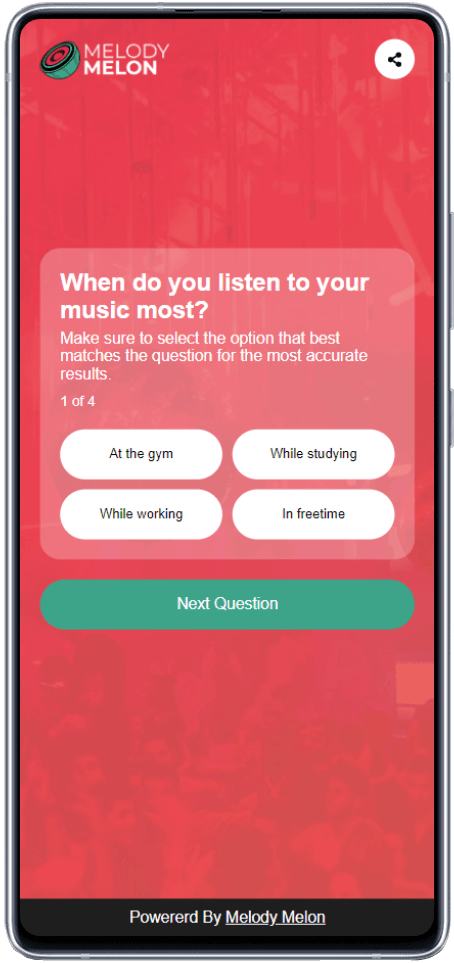 MELODY
MELON
When do you listen to your
music most?
Make sure to select the option that best
matches the question for the most accurate
results.
1 of 4
At the gym
While studying
While working
In freetime
Next Question
Powererd By Melody Melon